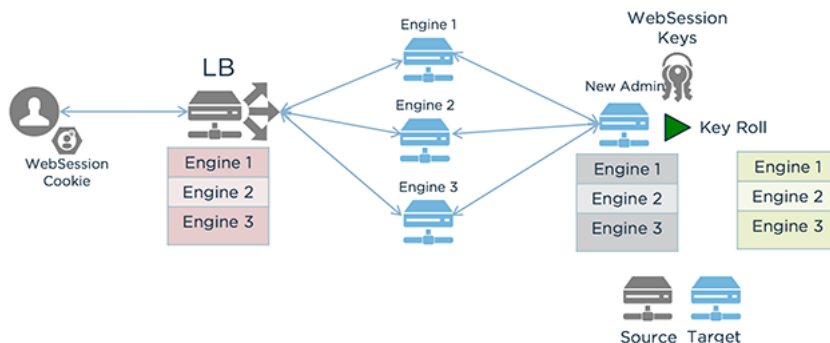 WebSession
Keys
Engine 1
LB
New Admin
Engine 2
Key Roll
WebSession
Cookie
Engine 1
Engine 2
Engine 3
Engine 3
Engine 1
Engine 2
Engine 3
Engine 1
Engine 2
Engine 3
Source Target